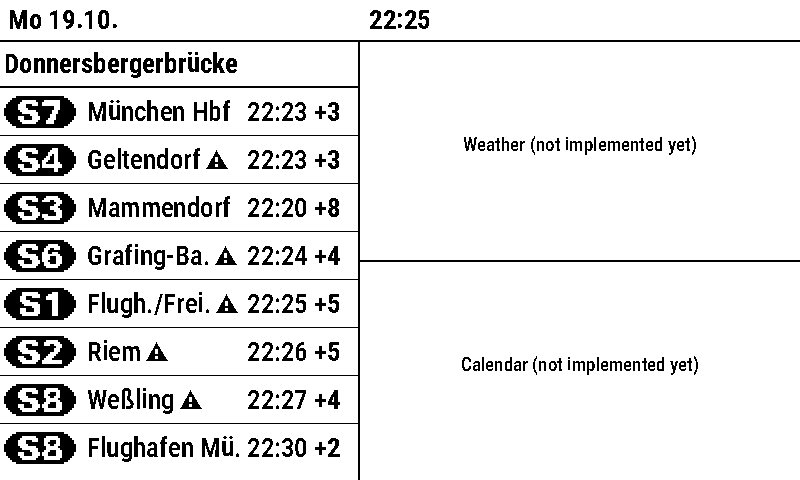 Mo 19.10.
22:25
Donnersbergerbrücke
S7 München Hbf 22:23 +3
S4 Geltendorf ⚠ 22:23 +3
S3 Mammendorf 22:20 +8
S6 Grafing-Ba. ⚠ 22:24 +4
S1 Flugh./Frei. ⚠ 22:25 +5
S2 Riem ⚠ 22:26 +5
S8 Weßling ⚠ 22:27 +4
S8 Flughafen Mü. 22:30 +2
Weather (not implemented yet)
Calendar (not implemented yet)